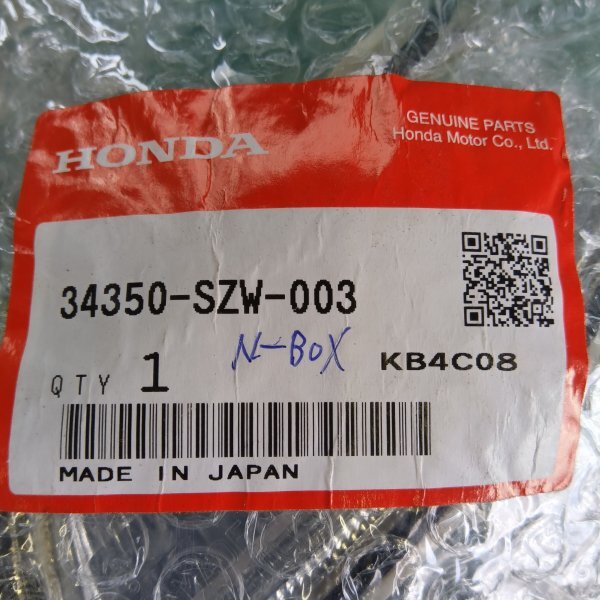 HONDA
GENUINE PARTS
Honda Motor Co., Ltd.
34350-SZW-003
N-BOX
KB4C08
QTY 1
MADE IN JAPAN